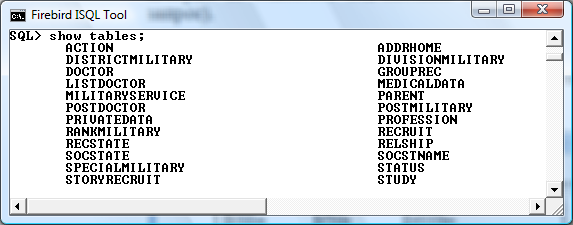 Firebird ISQL Tool
SQL> show tables;
ACTION ADDRHOME
DISTRICTMILITARY DIVISIONMILITARY
DOCTOR GROUPREC
LISTDOCTOR MEDICALDATA
MILITARYSERVICE PARENT
POSTDOCTOR POSTMILITARY
PRIVATEDATA PROFESSION
RANKMILITARY RECRUIT
RECSTATE RELSHIP
SOCSTATE SOCSTNAME
SPECIALMILITARY STATUS
STORYRECRUIT STUDY